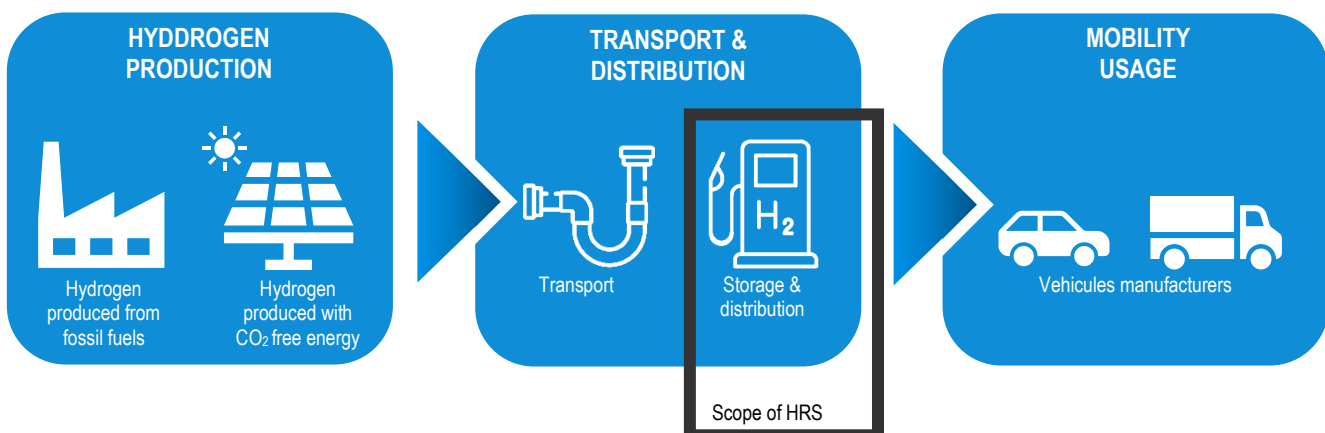 HYDDROGEN
PRODUCTION
Hydrogen
produced from
fossil fuels
Hydrogen
produced with
CO₂ free energy
TRANSPORT &
DISTRIBUTION
Transport
H₂
Storage &
distribution
Scope of HRS
MOBILITY
USAGE
Vehicules manufacturers